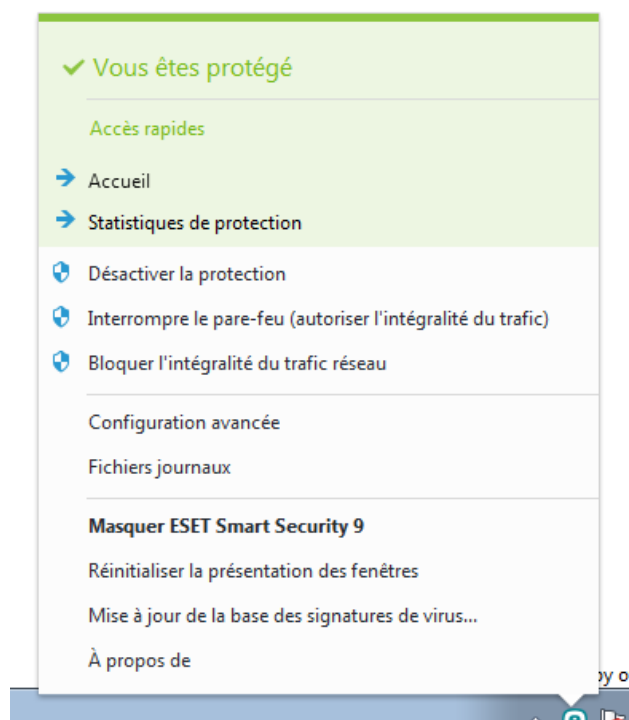 Vous êtes protégé
Accès rapides
Accueil
Statistiques de protection
Désactiver la protection
Interrompre le pare-feu (autoriser l'intégralité du trafic)
Bloquer l'intégralité du trafic réseau
Configuration avancée
Fichiers journaux
Masquer ESET Smart Security 9
Réinitialiser la présentation des fenêtres
Mise à jour de la base des signatures de virus...
À propos de